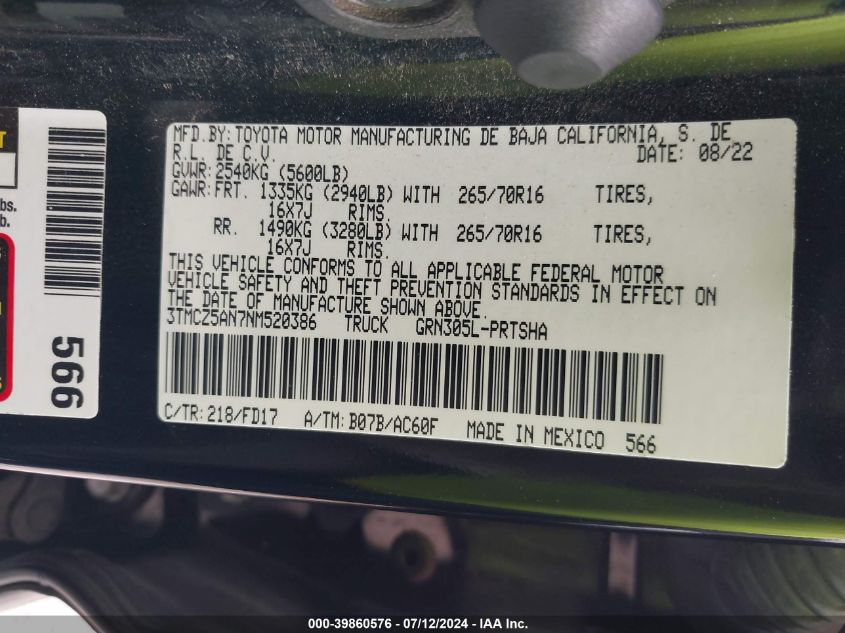 MFD.BY: TOYOTA MOTOR MANUFACTURING DE BAJA CALIFORNIA, S. DE
R.L. DE C.V.
DATE: 08/22
GVWR: 2540KG (5600LB)
GAWR: FRT. 1335KG (2940LB) WITH 265/70R16 TIRES,
16X7J RIMS.
RR. 1490KG (3280LB) WITH 265/70R16 TIRES,
16X7J RIMS.
THIS VEHICLE CONFORMS TO ALL APPLICABLE FEDERAL MOTOR
VEHICLE SAFETY AND THEFT PREVENTION STANDARDS IN EFFECT ON
THE DATE OF MANUFACTURE SHOWN ABOVE.
3TMCZ5AN7NM520386 TRUCK GRN305L-PRTSHA
C/TR: 218/FD17 A/TM: B07B/AC60F MADE IN MEXICO 566
bs.
b.
566
000-39860576 - 07/12/2024 - IAA Inc.